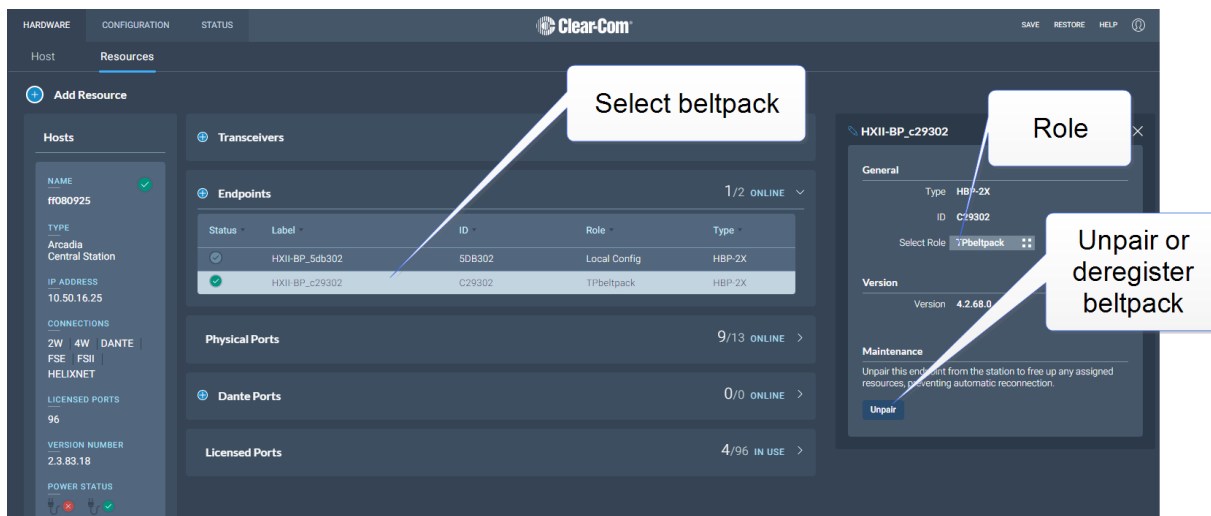 HARDWARE CONFIGURATION STATUS Clear-Com SAVE RESTORE HELP
Host Resources
Add Resource
Select beltpack
Role
Unpair or
deregister
beltpack
Hosts
NAME
ff080925
TYPE
Arcadia
Central Station
IP ADDRESS
10.50.16.25
CONNECTIONS
2W 4W DANTE
FSE FSII
HELIXNET
LICENSED PORTS
96
VERSION NUMBER
2.3.83.18
POWER STATUS
Transceivers
Endpoints 1/2 ONLINE
Status Label ID Role Type
HXII-BP_5db302 5DB302 Local Config HBP-2X
HXII-BP_c29302 C29302 TPbeltpack HBP-2X
Physical Ports 9/13 ONLINE
Dante Ports 0/0 ONLINE
Licensed Ports 4/96 IN USE
HXII-BP_c29302
General
Type HBP-2X
ID C29302
Select Role TPbeltpack
Version
Version 4.2.68.0
Maintenance
Unpair this endpoint from the station to free up any assigned
resources, preventing automatic reconnection.
Unpair